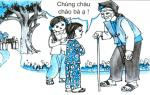 Chúng cháu
chào bà ạ !